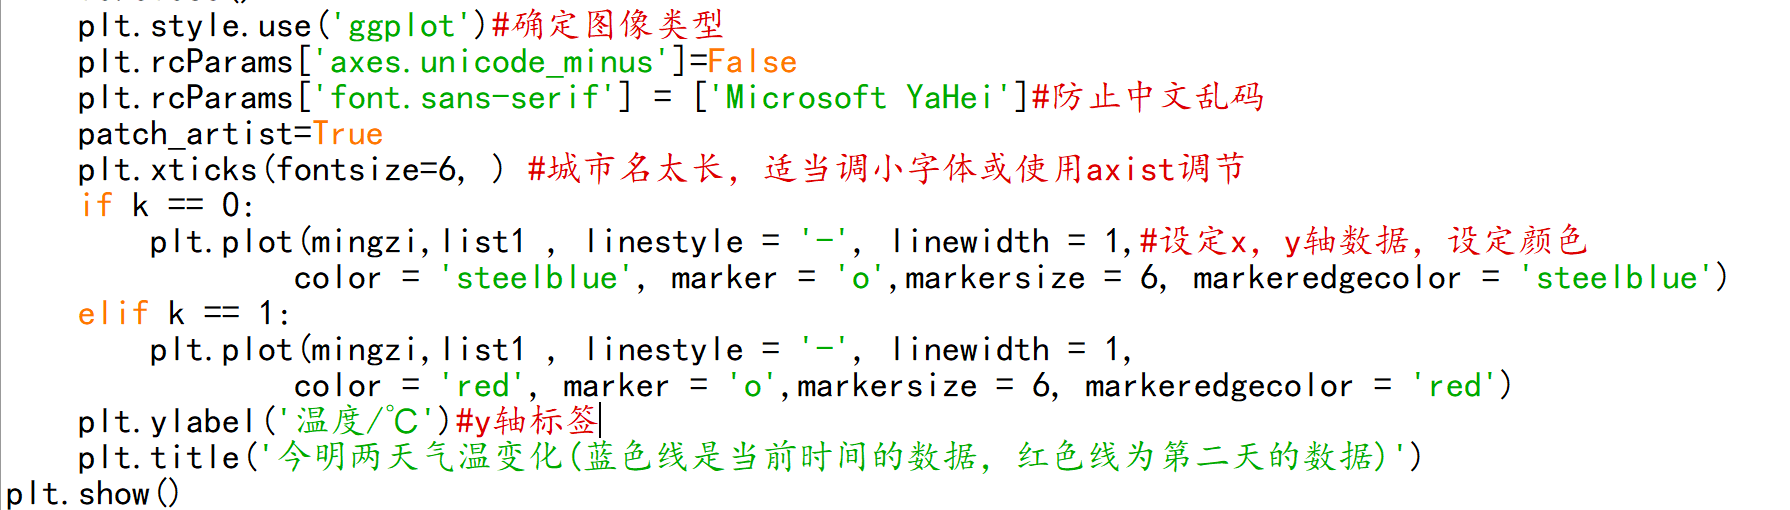 plt.style.use('ggplot')#确定图像类型
plt.rcParams['axes.unicode_minus']=False
plt.rcParams['font.sans-serif'] = ['Microsoft YaHei']#防止中文乱码
patch_artist=True
plt.xticks(fontsize=6, ) #城市名太长，适当调小字体或使用axist调节
if k == 0:
plt.plot(mingzi,list1 , linestyle = '-', linewidth = 1,#设定x，y轴数据，设定颜色
color = 'steelblue', marker = 'o',markersize = 6, markeredgecolor = 'steelblue')
elif k == 1:
plt.plot(mingzi,list1 , linestyle = '-', linewidth = 1,
color = 'red', marker = 'o',markersize = 6, markeredgecolor = 'red')
plt.ylabel('温度/℃')#y轴标签
plt.title('今明两天气温变化(蓝色线是当前时间的数据，红色线为第二天的数据)')
plt.show()